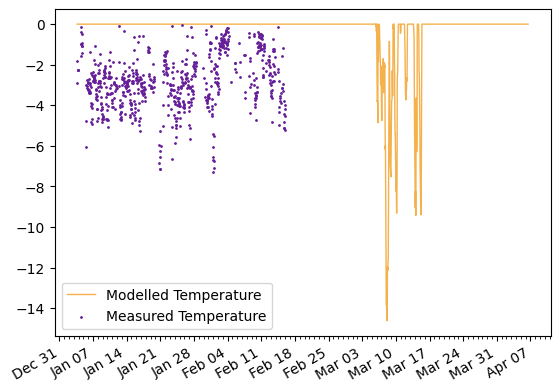 0
−2
−4
−6
−8
−10
−12
−14
Modelled Temperature
Measured Temperature
Dec 31
Jan 07
Jan 14
Jan 21
Jan 28
Feb 04
Feb 11
Feb 18
Feb 25
Mar 03
Mar 10
Mar 17
Mar 24
Mar 31
Apr 07